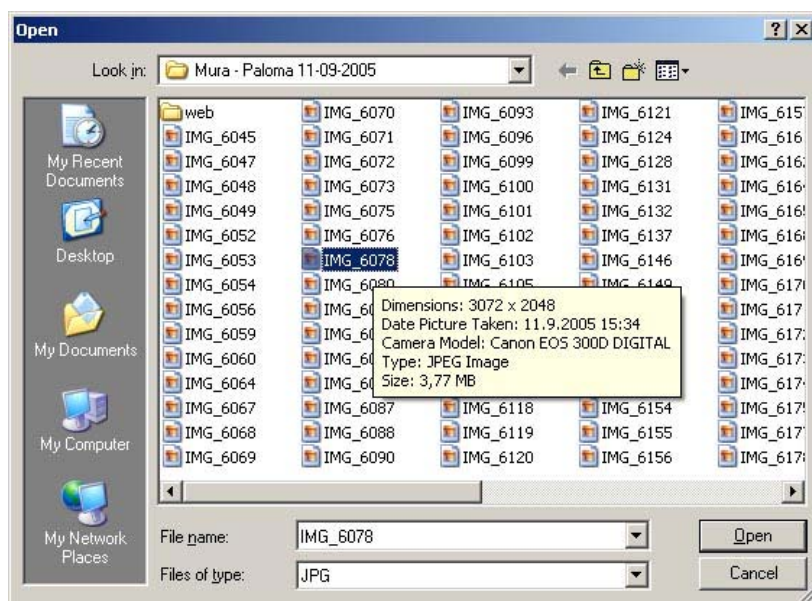 Open
Look in: Mura - Paloma 11-09-2005
My Recent
Documents
Desktop
My Documents
My Computer
My Network
Places
web
IMG_6045
IMG_6047
IMG_6048
IMG_6049
IMG_6052
IMG_6053
IMG_6054
IMG_6056
IMG_6059
IMG_6060
IMG_6064
IMG_6067
IMG_6068
IMG_6069
IMG_6070
IMG_6071
IMG_6072
IMG_6073
IMG_6075
IMG_6076
IMG_6078
IMG_6080
IMG_6087
IMG_6088
IMG_6090
IMG_6093
IMG_6096
IMG_6099
IMG_6100
IMG_6101
IMG_6102
IMG_6103
IMG_6105
IMG_6118
IMG_6119
IMG_6120
IMG_6121
IMG_6124
IMG_6128
IMG_6131
IMG_6132
IMG_6137
IMG_6146
IMG_6149
IMG_6154
IMG_6155
IMG_6156
Dimensions: 3072 x 2048
Date Picture Taken: 11.9.2005 15:34
Camera Model: Canon EOS 300D DIGITAL
Type: JPEG Image
Size: 3,77 MB
File name: IMG_6078
Open
Files of type: JPG
Cancel